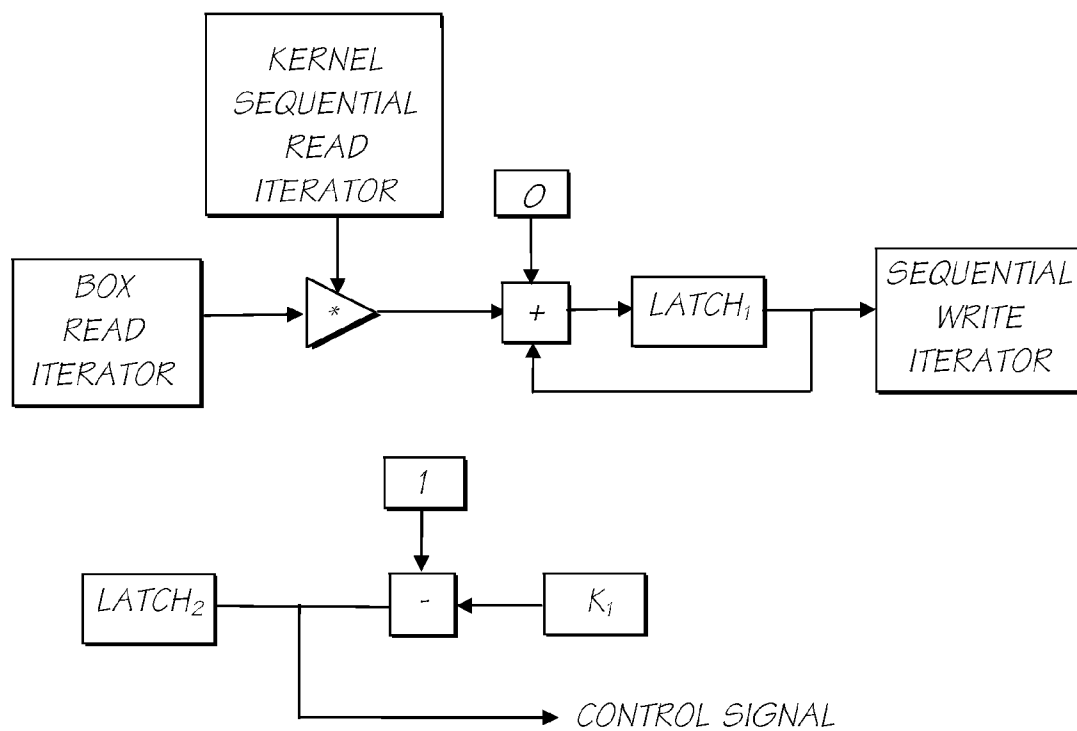 KERNEL
SEQUENTIAL
READ
ITERATOR
0
BOX
READ
ITERATOR
*
+
LATCH₁
SEQUENTIAL
WRITE
ITERATOR
1
LATCH₂
-
K₁
CONTROL SIGNAL